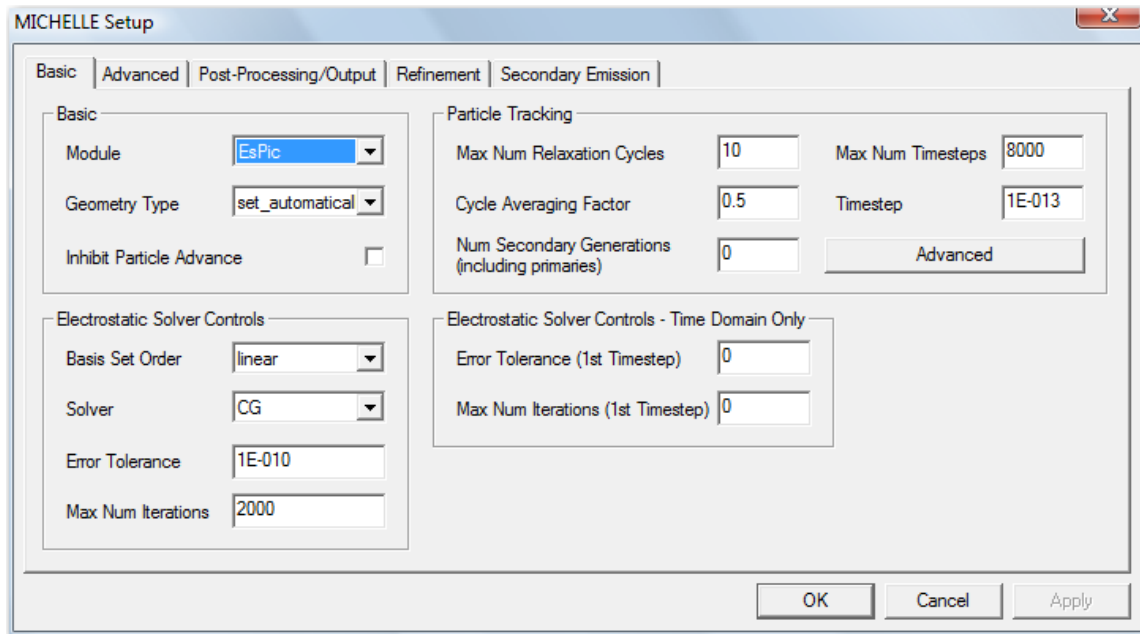 MICHELLE Setup
X
Basic Advanced Post-Processing/Output Refinement Secondary Emission
Basic
Module EsPic
Geometry Type set_automatical
Inhibit Particle Advance
Particle Tracking
Max Num Relaxation Cycles 10 Max Num Timesteps 8000
Cycle Averaging Factor 0.5 Timestep 1E-013
Num Secondary Generations
(including primaries) 0 Advanced
Electrostatic Solver Controls
Basis Set Order linear
Solver CG
Error Tolerance 1E-010
Max Num Iterations 2000
Electrostatic Solver Controls - Time Domain Only
Error Tolerance (1st Timestep) 0
Max Num Iterations (1st Timestep) 0
OK Cancel Apply